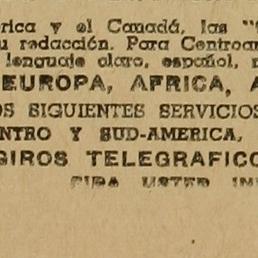 rica y el Canadá, las "
u redacción. Para Centroam
lenguaje claro, español,
EUROPA, AFRICA, A
OS SIGUIENTES SERVICIOS
NTRO Y SUD-AMERICA,
GIROS TELEGRAFICO